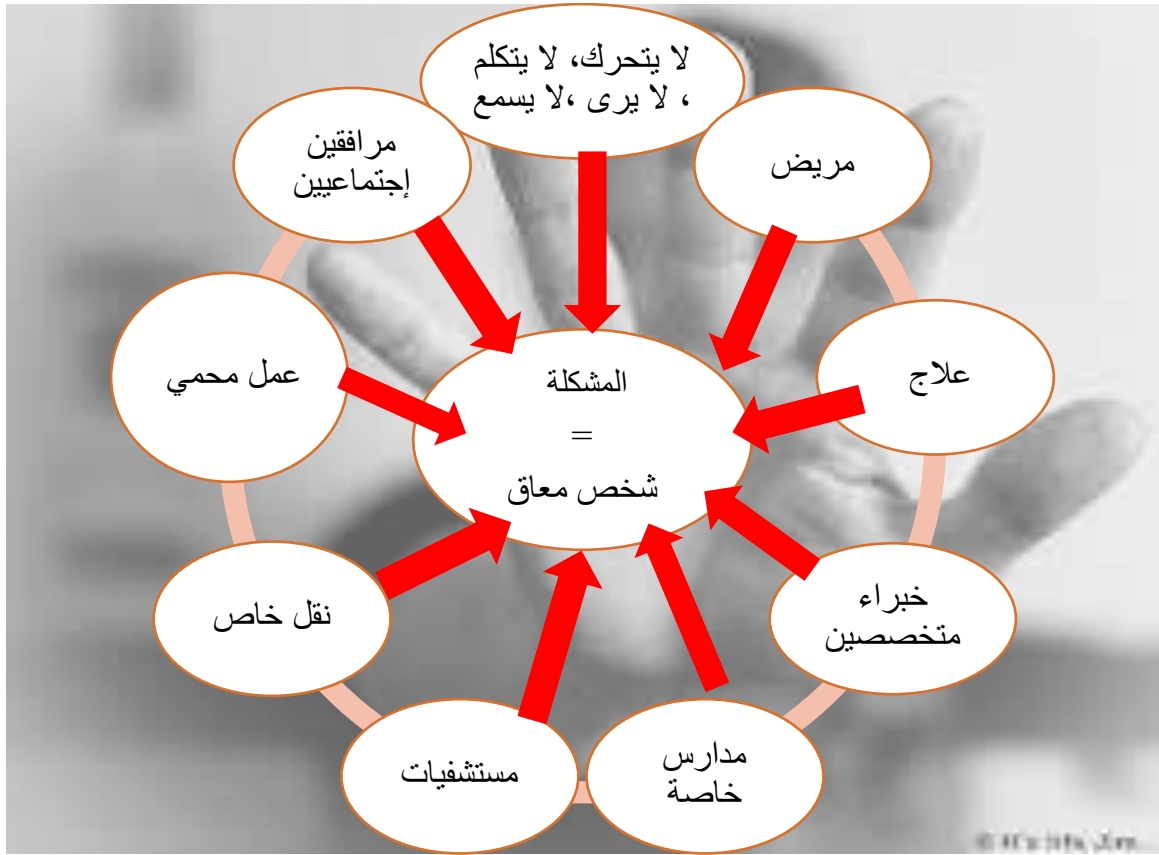 لا يتحرك، لا يتكلم
، لا يرى ،لا يسمع
مريض
علاج
خبراء
متخصصين
مدارس
خاصة
مستشفيات
نقل خاص
عمل محمي
مرافقين
إجتماعيين
المشكلة
=
شخص معاق